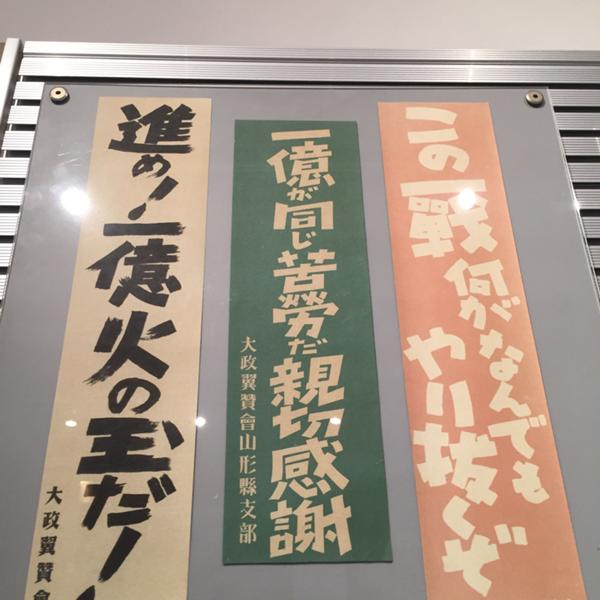 この一戰何がなんでもやり抜くぞ
一億が同じ苦勞だ親切感謝
大政翼贊會山形縣支部
進め！一億火の玉だ！
大政翼贊會